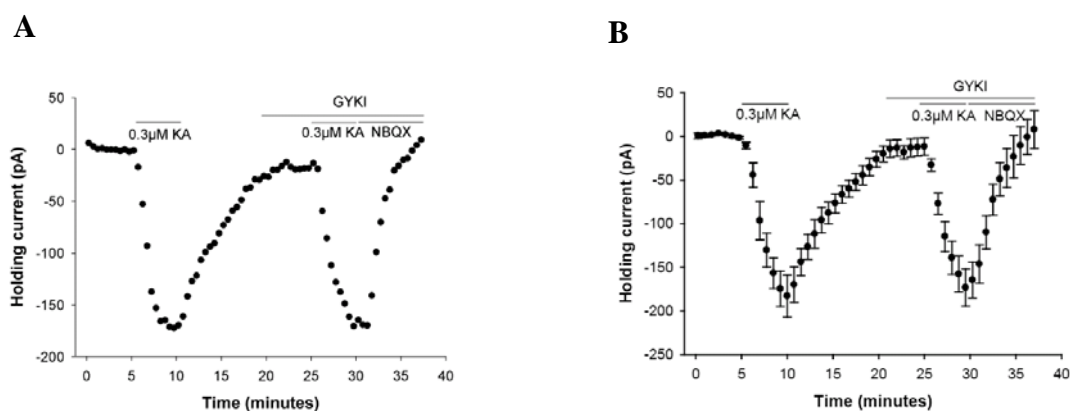 A
GYKI
0.3µM KA
0.3µM KA NBQX
50
0
-50
-100
-150
-200
Holding current (pA)
0 5 10 15 20 25 30 35 40
Time (minutes)
B
GYKI
0.3µM KA
0.3µM KA NBQX
50
0
-50
-100
-150
-200
-250
Holding current (pA)
0 5 10 15 20 25 30 35 40
Time (minutes)